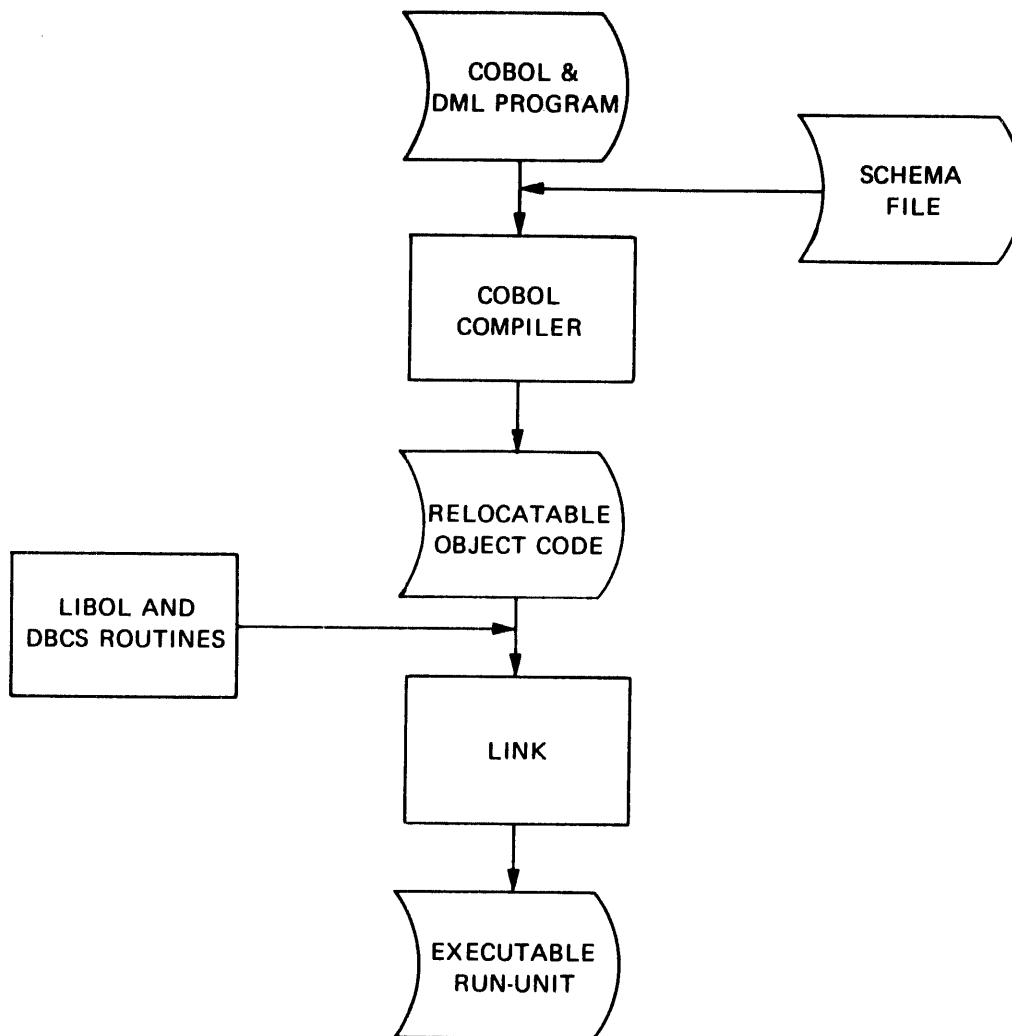 COBOL &
DML PROGRAM
SCHEMA
FILE
COBOL
COMPILER
RELOCATABLE
OBJECT CODE
LIBOL AND
DBCS ROUTINES
LINK
EXECUTABLE
RUN-UNIT